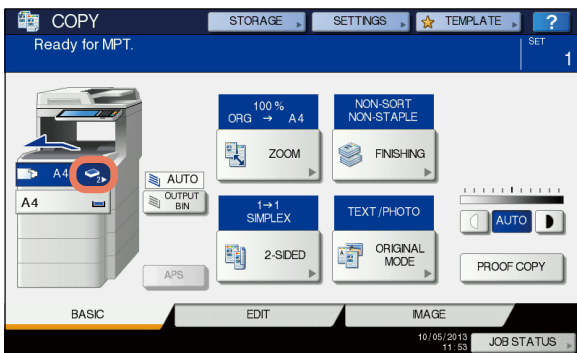 COPY
STORAGE
SETTINGS
TEMPLATE
?
Ready for MPT.
SET
1
100 %
ORG → A4
ZOOM
NON-SORT
NON-STAPLE
FINISHING
A4
2
A4
AUTO
OUTPUT
BIN
APS
1→1
SIMPLEX
2-SIDED
TEXT/PHOTO
ORIGINAL
MODE
AUTO
PROOF COPY
BASIC
EDIT
IMAGE
10/05/2013
11:53
JOB STATUS